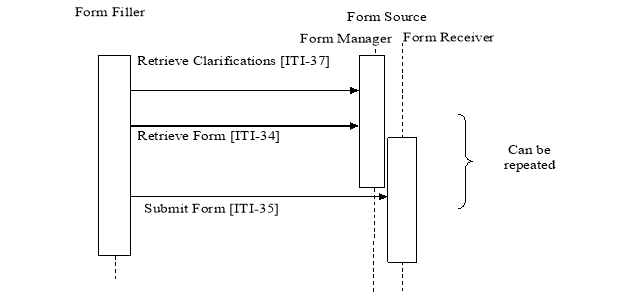 Form Filler
Form Source
Form Manager
Form Receiver
Retrieve Clarifications [ITI-37]
Retrieve Form [ITI-34]
Can be
repeated
Submit Form [ITI-35]